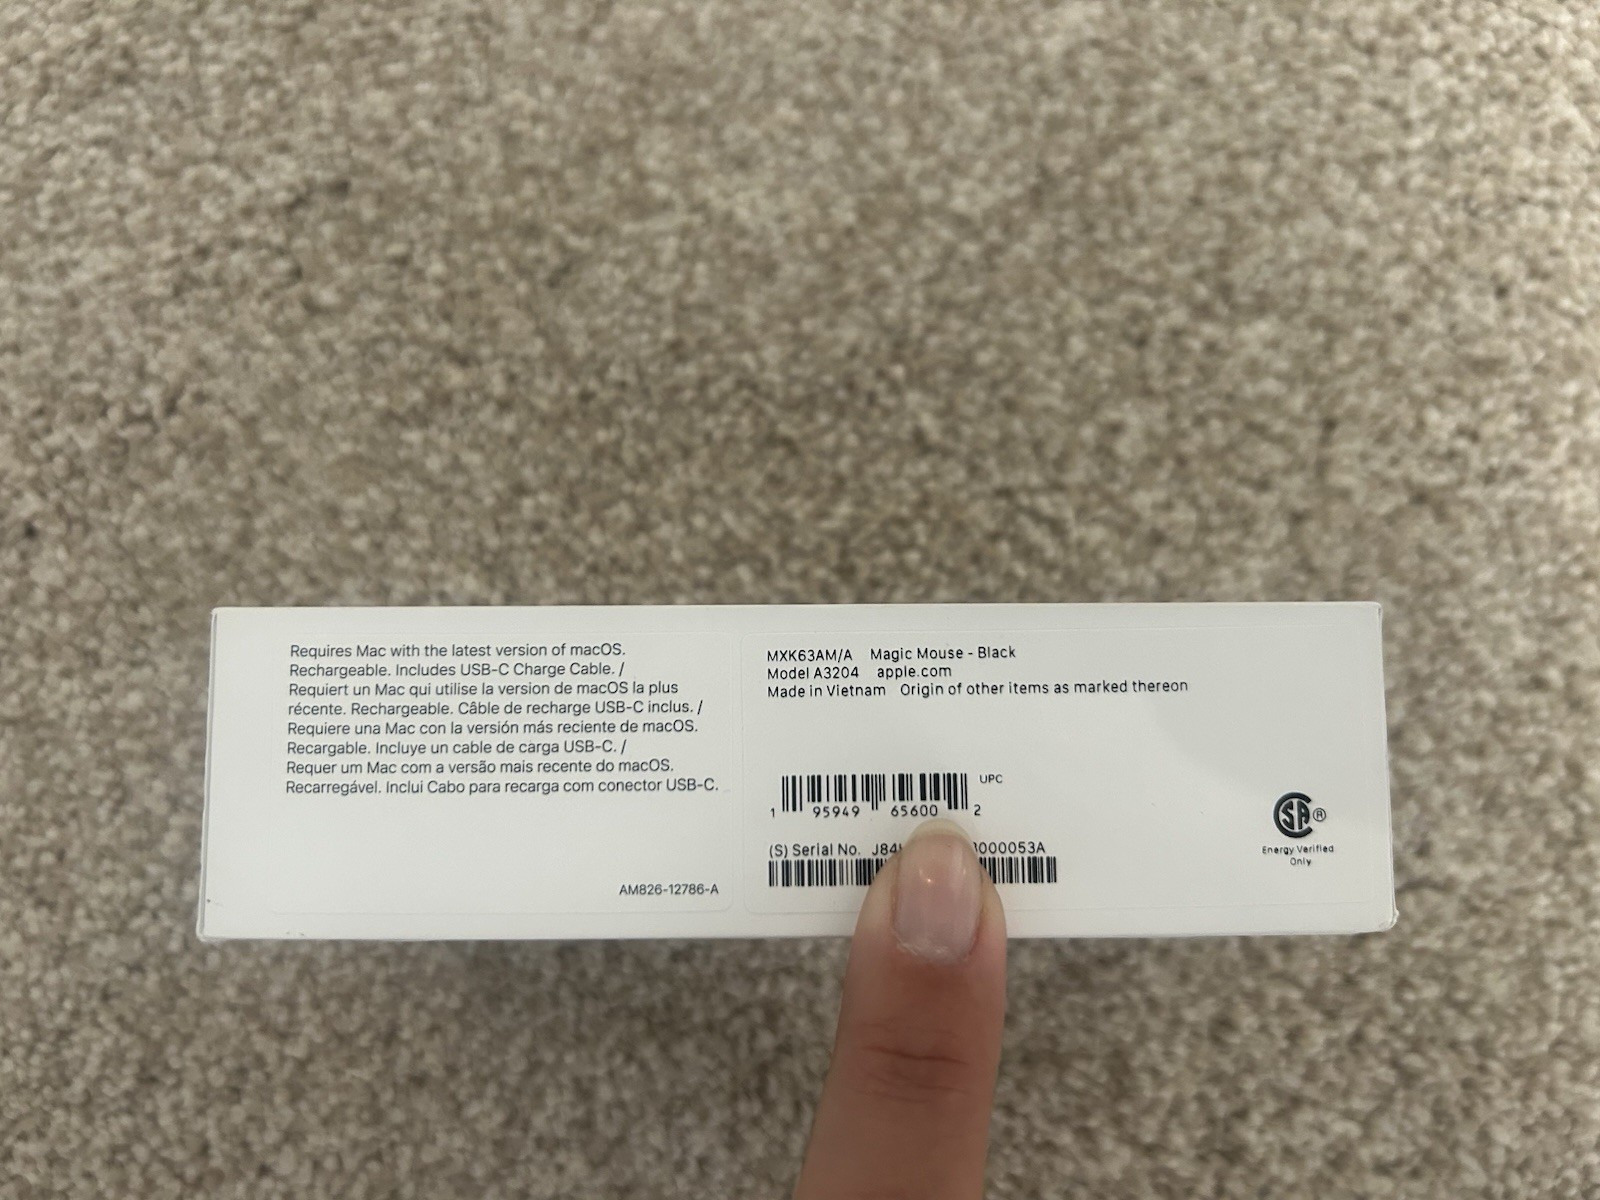 Requires Mac with the latest version of macOS.
Rechargeable. Includes USB-C Charge Cable. /
Requiert un Mac qui utilise la version de macOS la plus
récente. Rechargeable. Câble de recharge USB-C inclus. /
Requiere una Mac con la versión más reciente de macOS.
Recargable. Incluye un cable de carga USB-C. /
Requer um Mac com a versão mais recente do macOS.
Recarregável. Inclui Cabo para recarga com conector USB-C.
AM826-12786-A
MXK63AM/A Magic Mouse - Black
Model A3204 apple.com
Made in Vietnam Origin of other items as marked thereon
UPC
1 95949 65600 2
(S) Serial No. J84 000053A
SA®
Energy Verified
Only